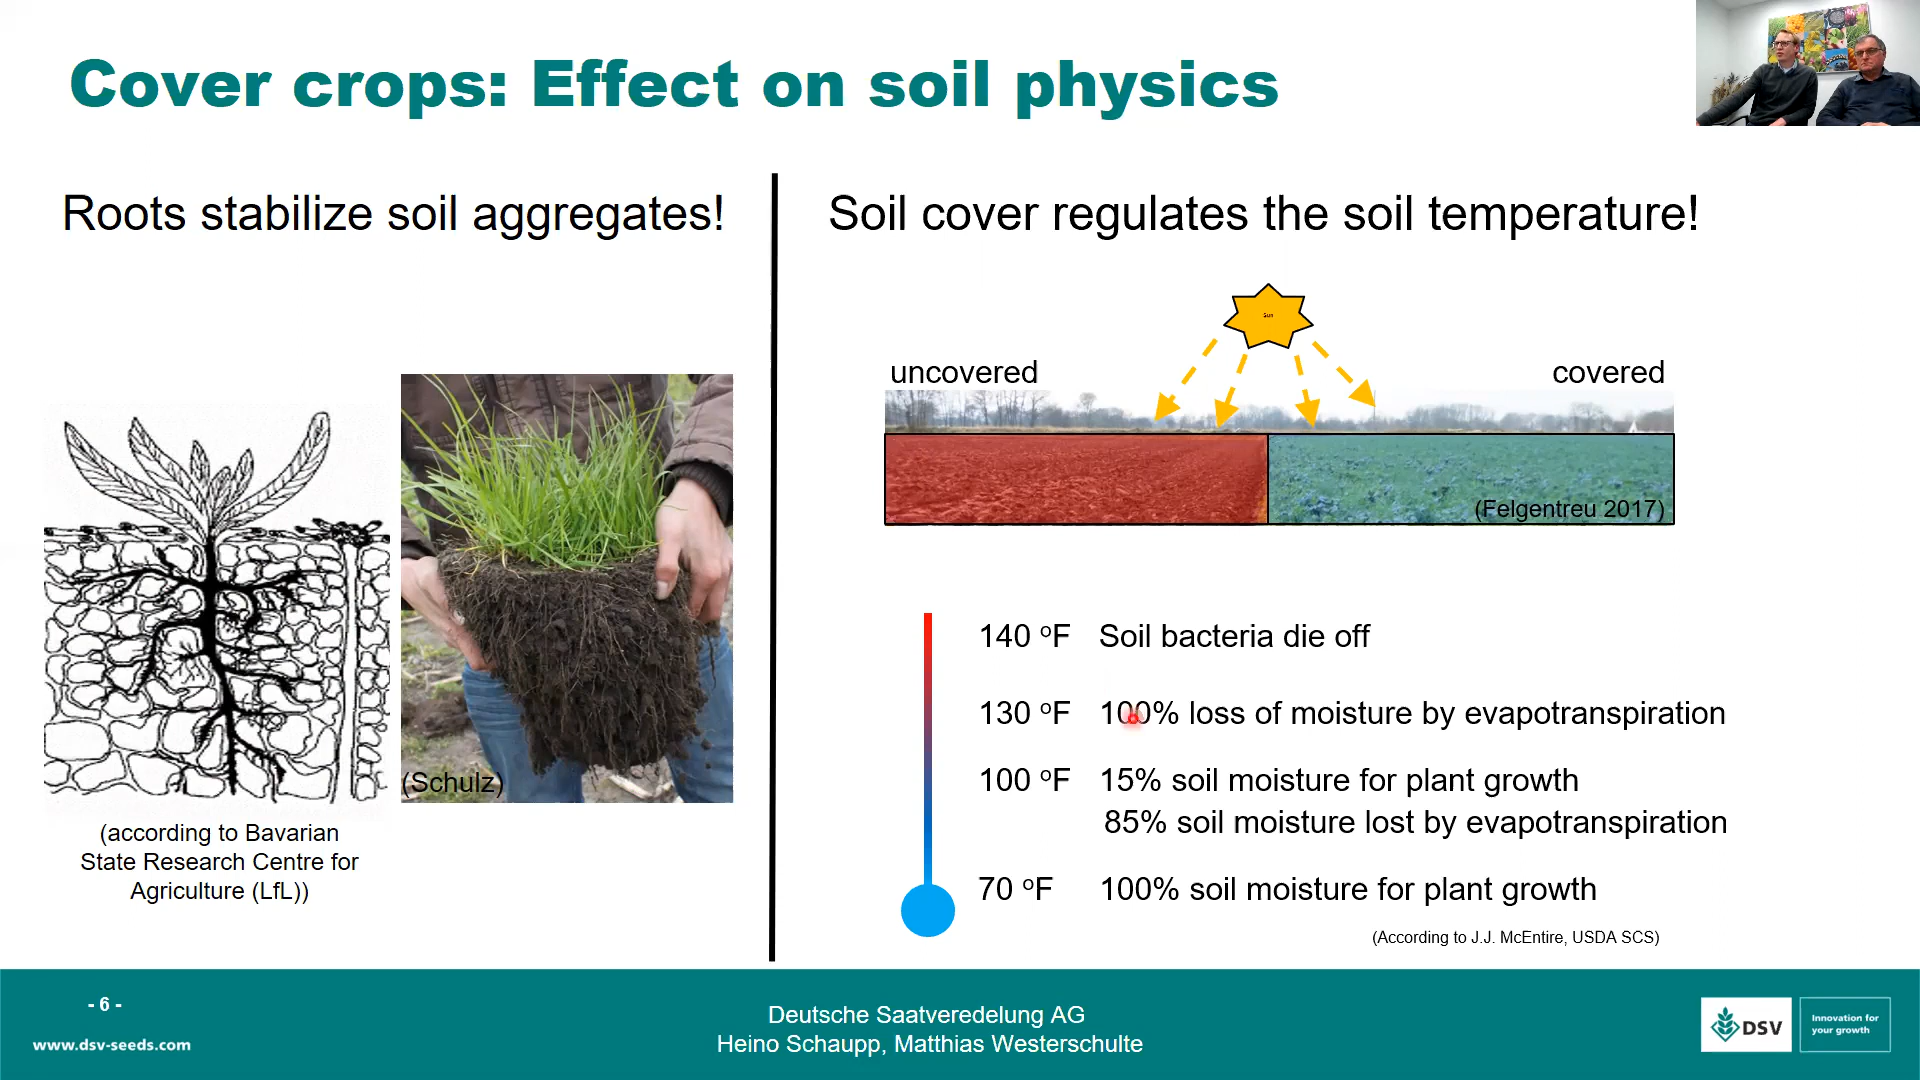 Cover crops: Effect on soil physics
Roots stabilize soil aggregates!
(Schulz)
(according to Bavarian
State Research Centre for
Agriculture (LfL))
Soil cover regulates the soil temperature!
Sun
uncovered
covered
(Felgentreu 2017)
140 °F Soil bacteria die off
130 °F 100% loss of moisture by evapotranspiration
100 °F 15% soil moisture for plant growth
85% soil moisture lost by evapotranspiration
70 °F 100% soil moisture for plant growth
(According to J.J. McEntire, USDA SCS)
- 6 -
www.dsv-seeds.com
Deutsche Saatveredelung AG
Heino Schaupp, Matthias Westerschulte
DSV
Innovation for
your growth